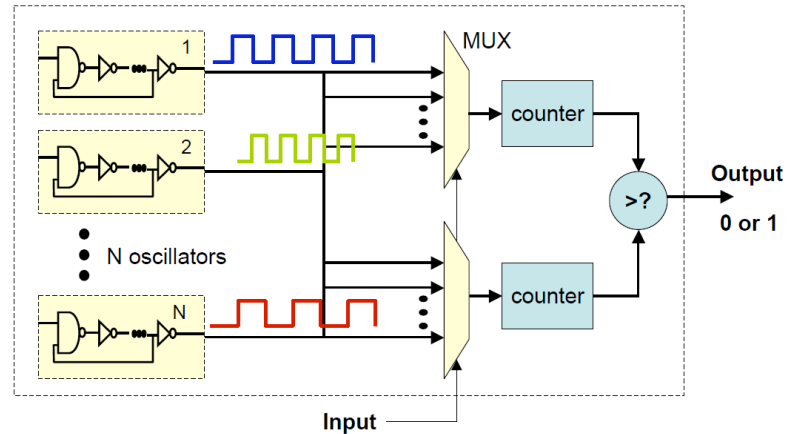 1
MUX
counter
2
Output
>?
0 or 1
N oscillators
counter
N
Input